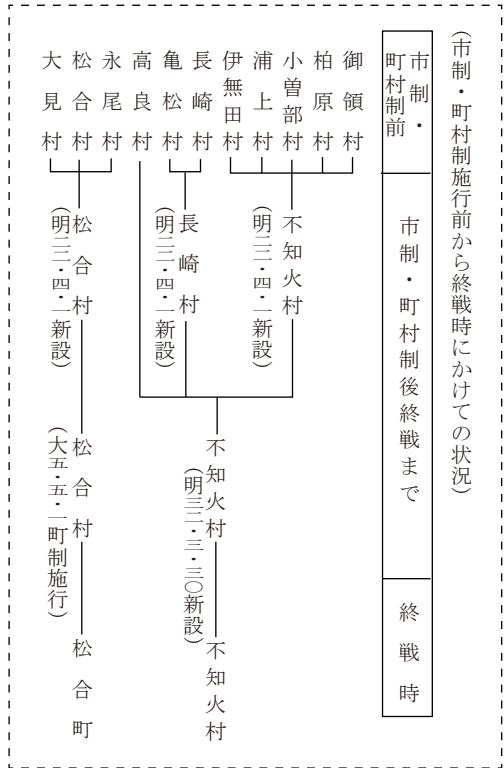 (市制・町村制施行前から終戦時にかけての状況)
市制・
町村制前
市制・町村制後終戦まで
終戦時
御領村
柏原村
小曽部村
浦上村
伊無田村
長崎村
亀松村
高良村
永尾村
松合村
大見村
不知火村
(明二二・四・一新設)
長崎村
(明二二・四・一新設)
松合村
(明二二・四・一新設)
不知火村
(明三二・三・三〇新設)
松合村
(大五・五・一町制施行)
不知火村
松合町